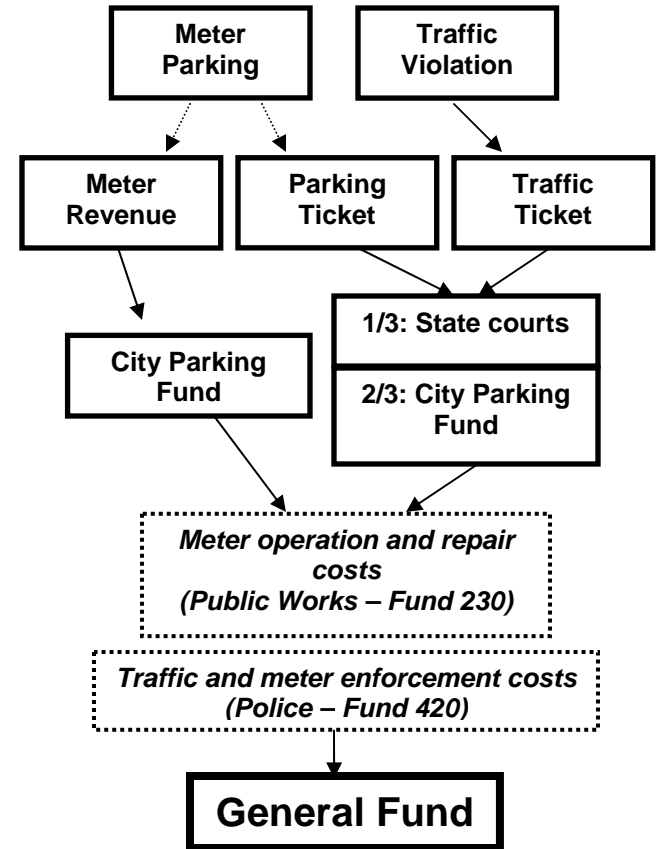 Meter
Parking
Traffic
Violation
Meter
Revenue
Parking
Ticket
Traffic
Ticket
1/3: State courts
City Parking
Fund
2/3: City Parking
Fund
Meter operation and repair
costs
(Public Works – Fund 230)
Traffic and meter enforcement costs
(Police – Fund 420)
General Fund